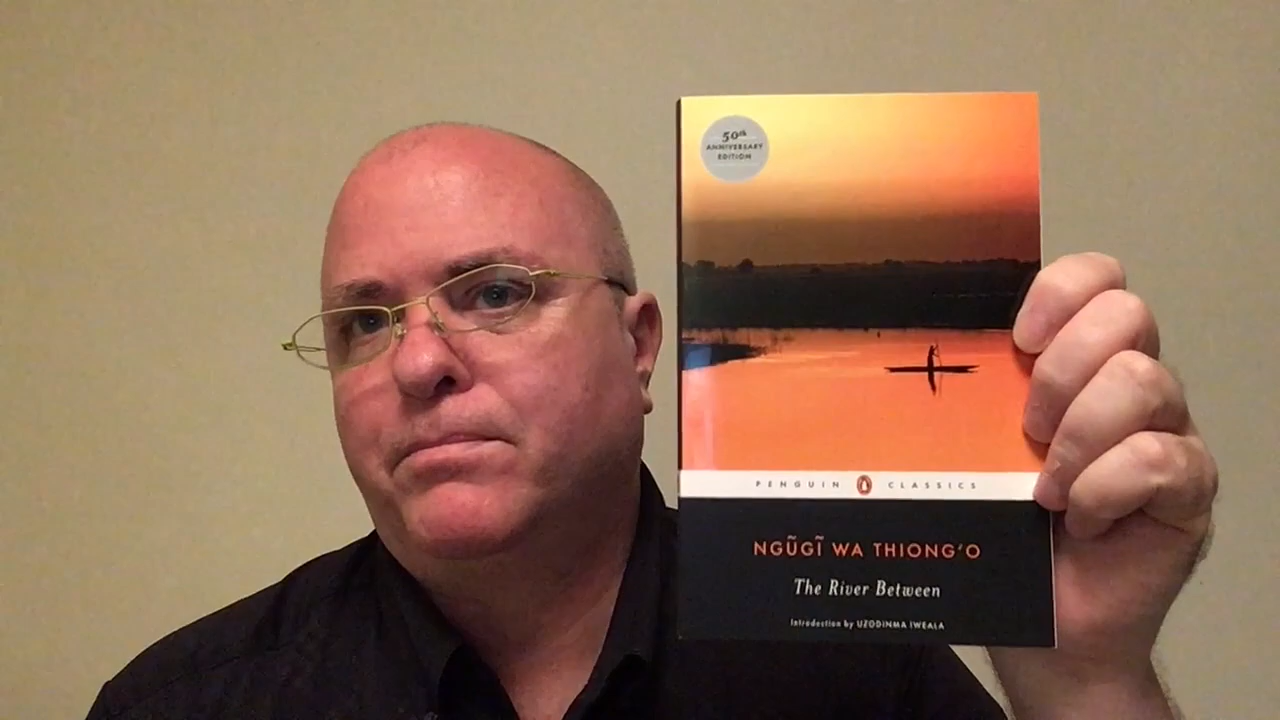 50th
ANNIVERSARY
EDITION
PENGUIN CLASSICS
NGŨGĨ WA THIONG'O
The River Between
Introduction by UZODINMA IWEALA